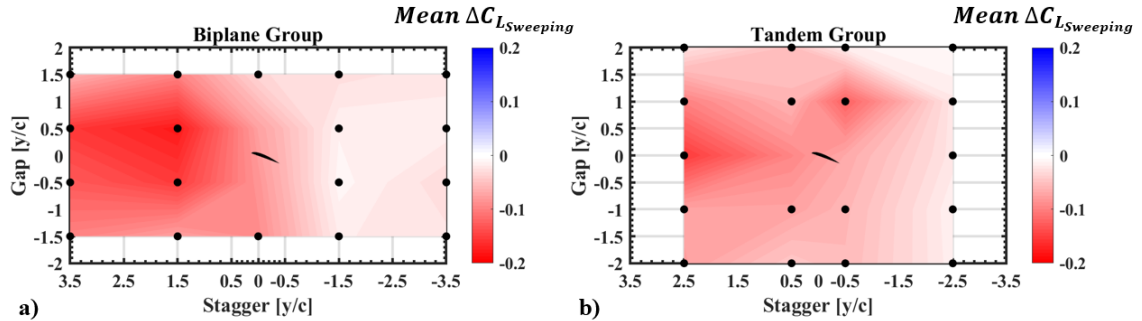 Mean ΔC_L_Sweeping
Biplane Group
0.2
0.1
0
-0.1
-0.2
2
1.5
1
0.5
0
-0.5
-1
-1.5
-2
Gap [y/c]
3.5 2.5 1.5 0.5 0 -0.5 -1.5 -2.5 -3.5
Stagger [y/c]
a)
Mean ΔC_L_Sweeping
Tandem Group
0.2
0.1
0
-0.1
-0.2
2
1.5
1
0.5
0
-0.5
-1
-1.5
-2
Gap [y/c]
3.5 2.5 1.5 0.5 0 -0.5 -1.5 -2.5 -3.5
Stagger [y/c]
b)